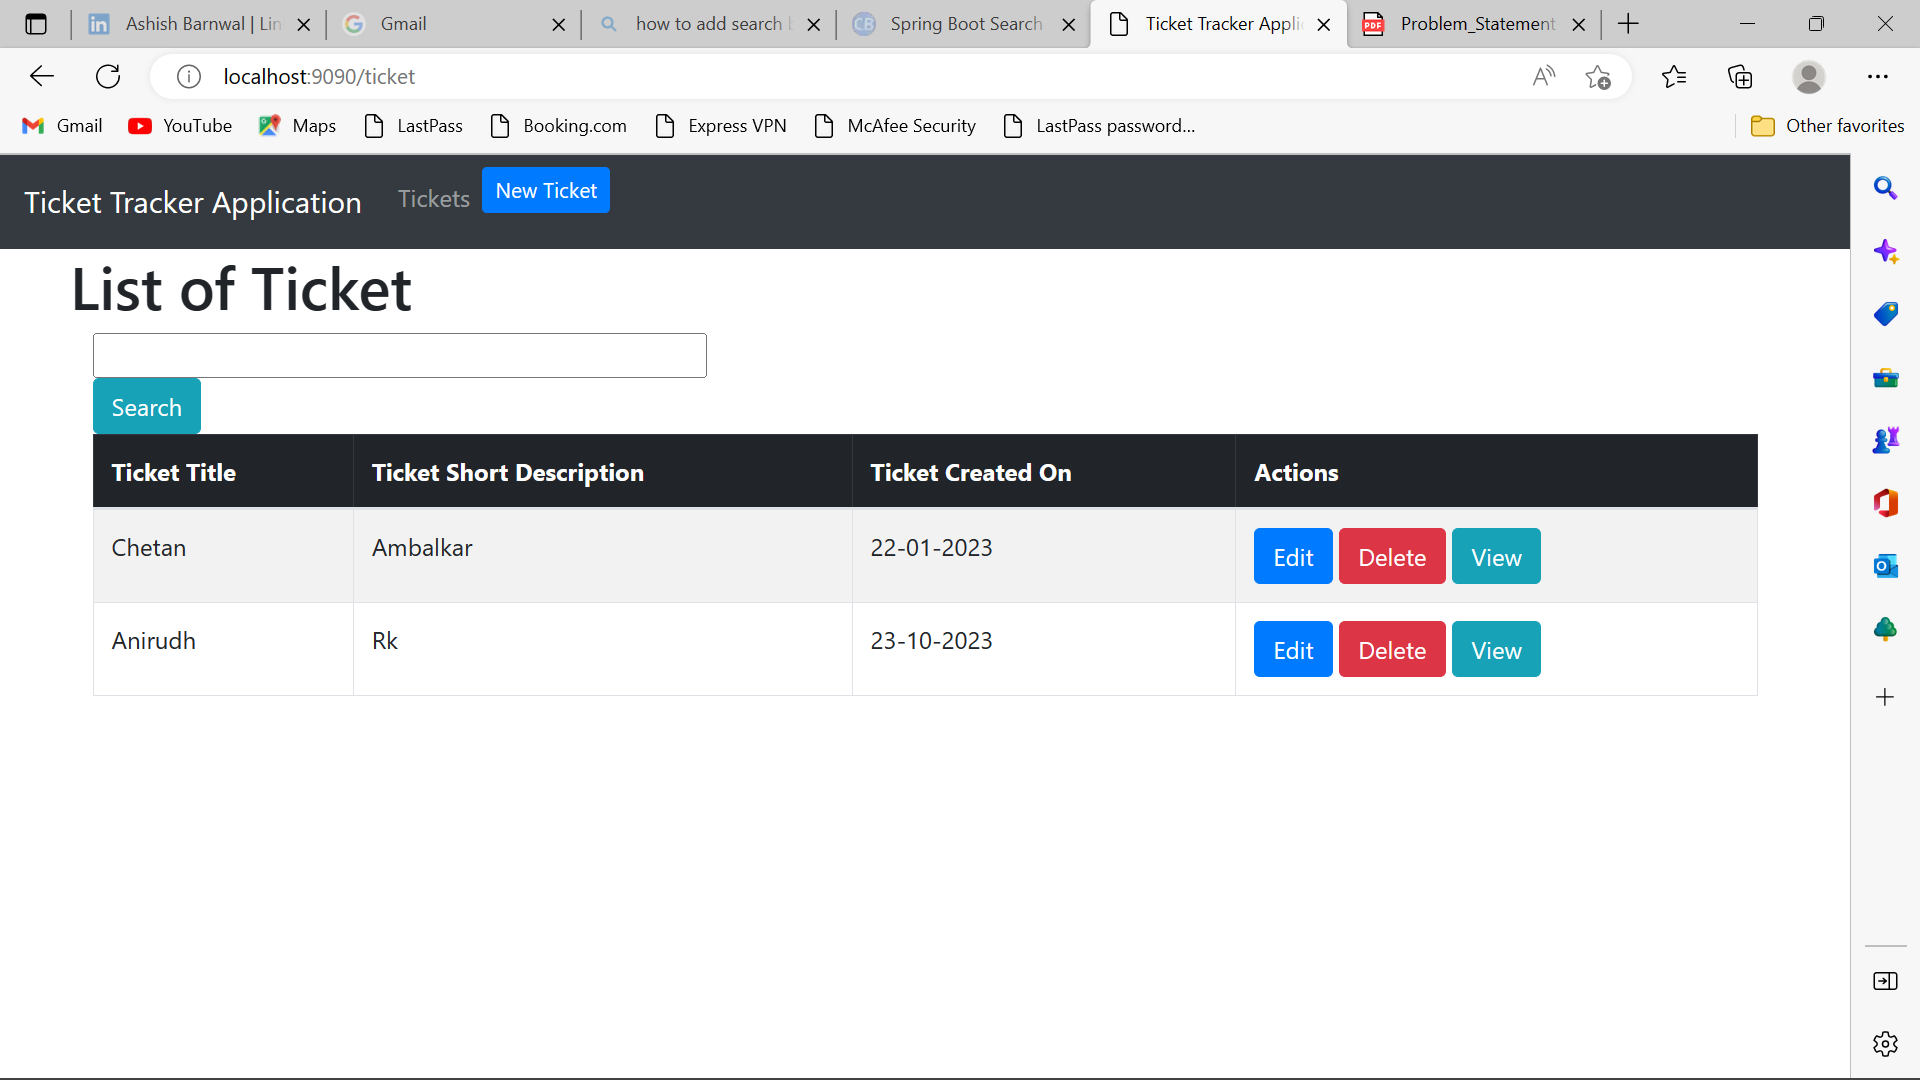 Ashish Barnwal | Lin
Gmail
how to add search b
Spring Boot Search
Ticket Tracker Appli
Problem_Statement
localhost:9090/ticket
Gmail YouTube Maps LastPass Booking.com Express VPN McAfee Security LastPass password... Other favorites
Ticket Tracker Application Tickets New Ticket
List of Ticket
Search
Ticket Title Ticket Short Description Ticket Created On Actions
Chetan Ambalkar 22-01-2023 Edit Delete View
Anirudh Rk 23-10-2023 Edit Delete View